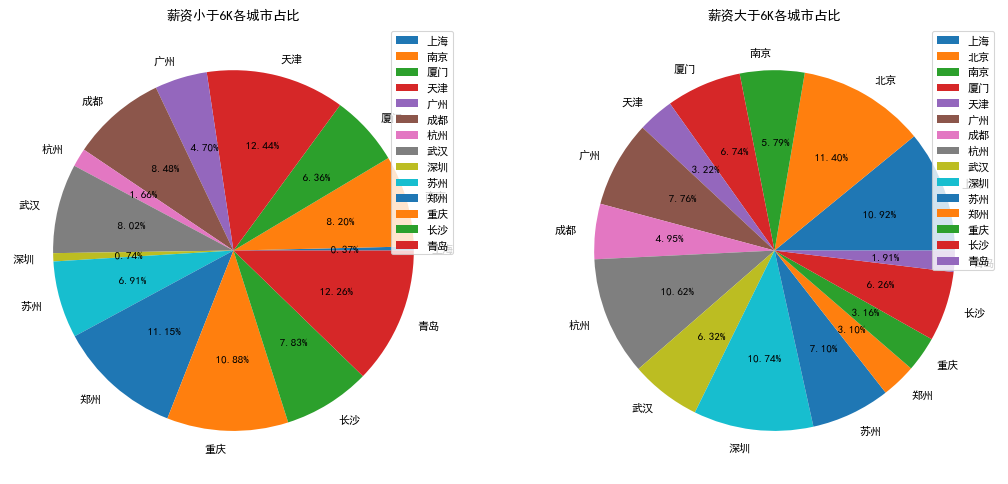 薪资小于6K各城市占比
上海
南京
厦门
天津
广州
成都
杭州
武汉
深圳
苏州
郑州
重庆
长沙
青岛
天津
广州
成都
杭州
武汉
深圳
苏州
郑州
重庆
长沙
青岛
0.37%
8.20%
6.36%
12.44%
4.70%
8.48%
1.66%
8.02%
0.74%
6.91%
11.15%
10.88%
7.83%
12.26%
薪资大于6K各城市占比
上海
北京
南京
厦门
天津
广州
成都
杭州
武汉
深圳
苏州
郑州
重庆
长沙
青岛
北京
南京
厦门
天津
广州
成都
杭州
武汉
深圳
苏州
郑州
重庆
长沙
10.92%
11.40%
5.79%
6.74%
3.22%
7.76%
4.95%
10.62%
6.32%
10.74%
7.10%
3.10%
3.16%
6.26%
1.91%